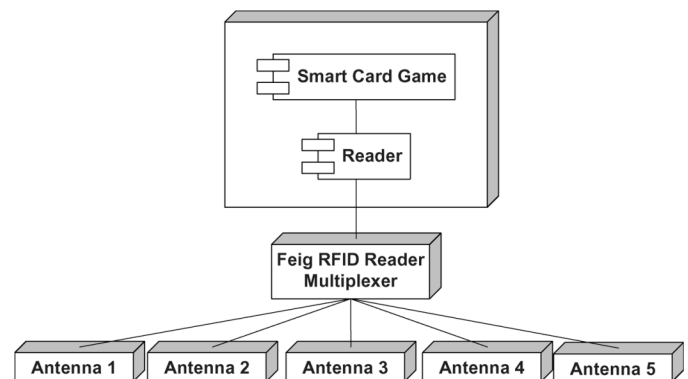 Smart Card Game
Reader
Feig RFID Reader
Multiplexer
Antenna 1
Antenna 2
Antenna 3
Antenna 4
Antenna 5